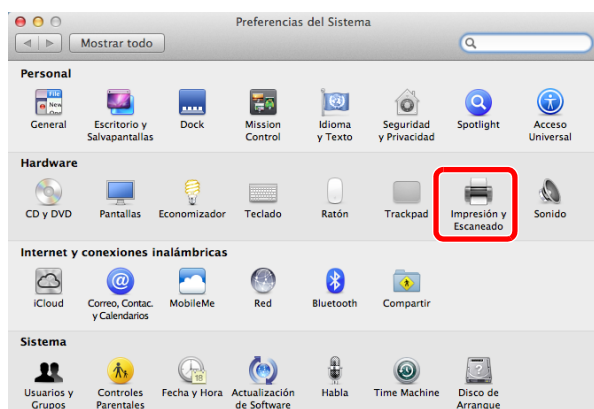 Preferencias del Sistema
Mostrar todo
Personal
File
New
General
Escritorio y
Salvapantallas
Dock
Mission
Control
Idioma
y Texto
Seguridad
y Privacidad
Spotlight
Acceso
Universal
Hardware
CD y DVD
Pantallas
Economizador
Teclado
Ratón
Trackpad
Impresión y
Escaneado
Sonido
Internet y conexiones inalámbricas
iCloud
Correo, Contac.
y Calendarios
MobileMe
Red
Bluetooth
Compartir
Sistema
Usuarios y
Grupos
Controles
Parentales
18
Fecha y Hora
Actualización
de Software
Habla
Time Machine
Disco de
Arranque